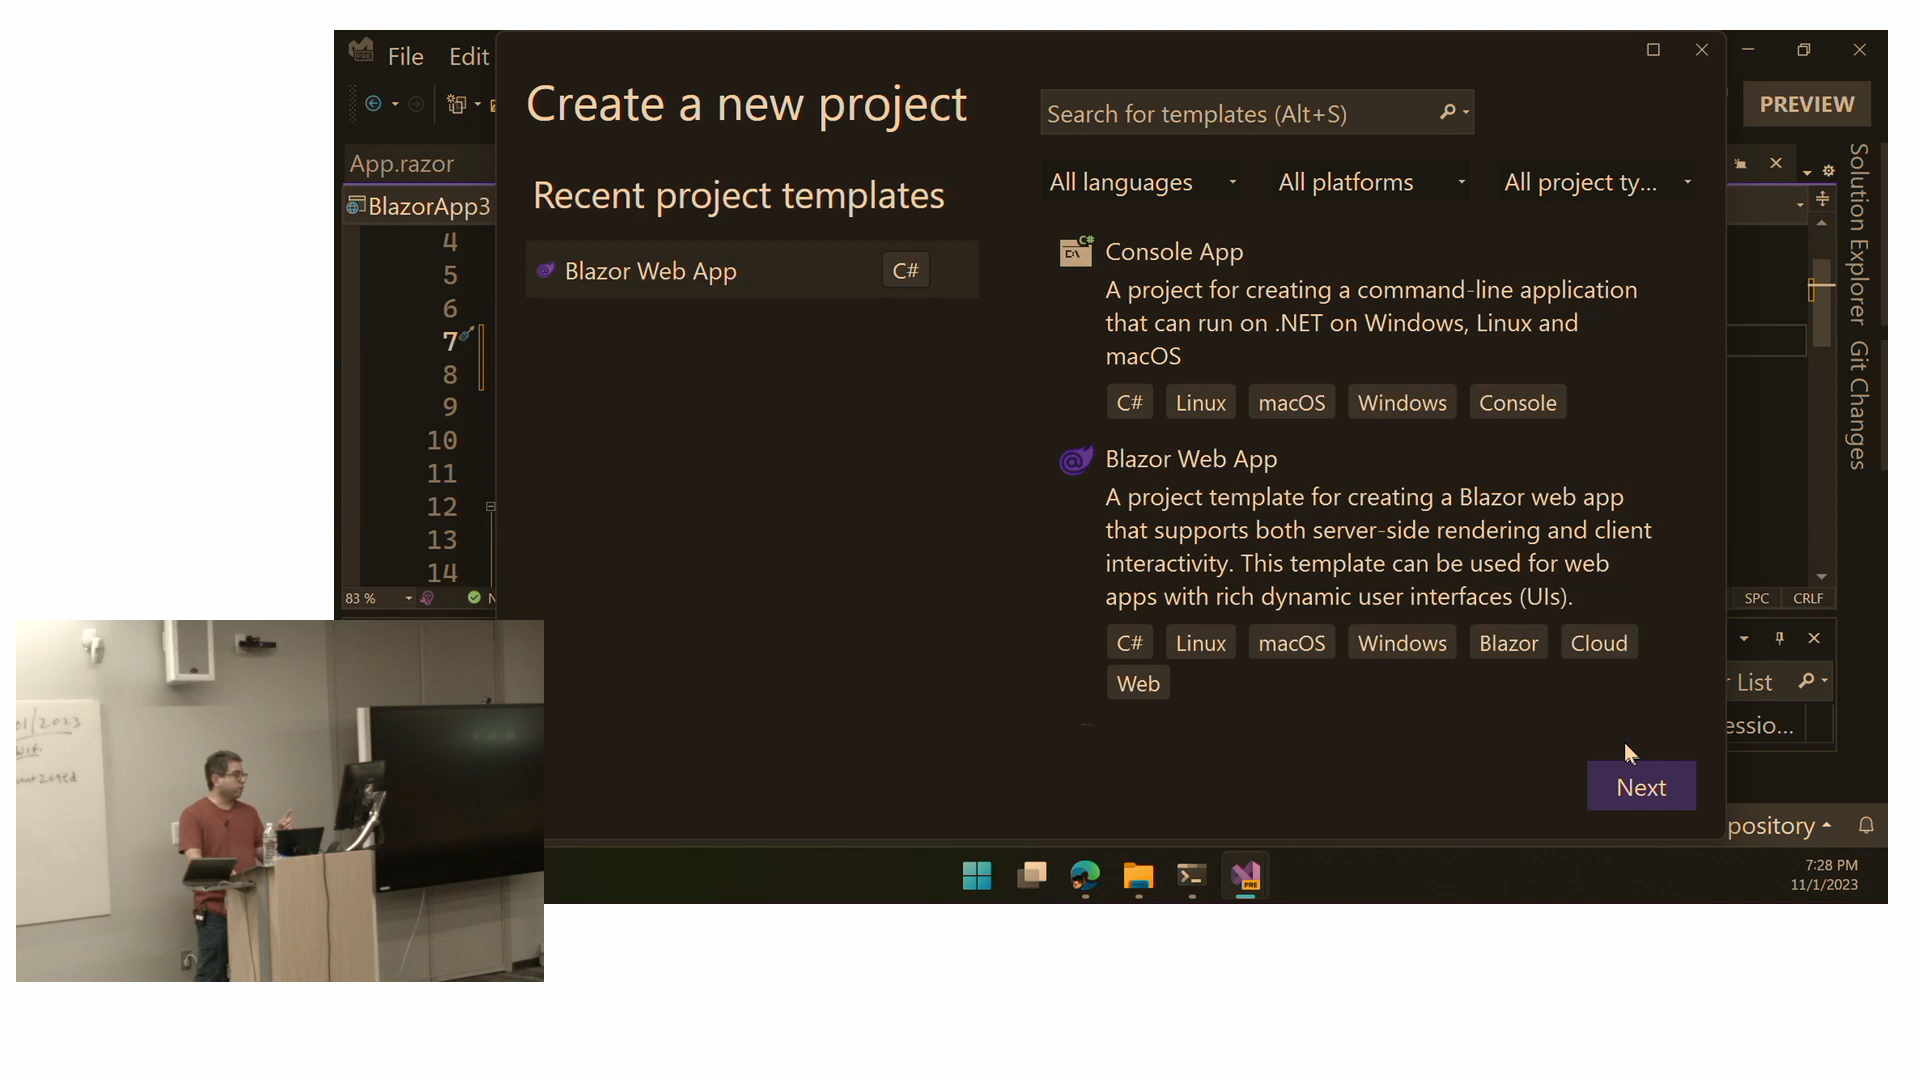 File Edit
PREVIEW
App.razor
BlazorApp3
4
5
6
7
8
9
10
11
12
13
14
83 %
Create a new project
Recent project templates
Blazor Web App C#
Search for templates (Alt+S)
All languages All platforms All project ty...
Console App
A project for creating a command-line application
that can run on .NET on Windows, Linux and
macOS
C# Linux macOS Windows Console
Blazor Web App
A project template for creating a Blazor web app
that supports both server-side rendering and client
interactivity. This template can be used for web
apps with rich dynamic user interfaces (UIs).
C# Linux macOS Windows Blazor Cloud
Web
Next
Solution Explorer
Git Changes
SPC CRLF
List
essio...
pository
PRE
7:28 PM
11/1/2023
01/2023